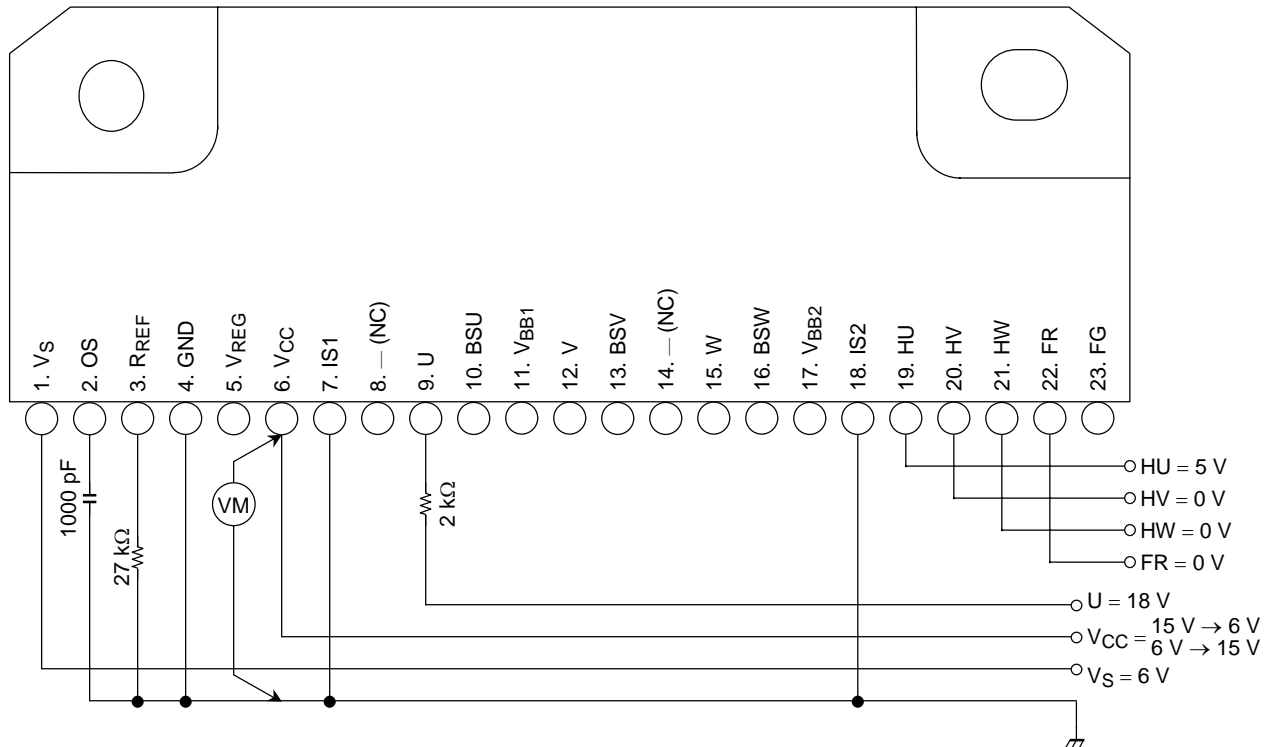 1. VS
2. OS
3. RREF
4. GND
5. VREG
6. VCC
7. IS1
8. — (NC)
9. U
10. BSU
11. VBB1
12. V
13. BSV
14. — (NC)
15. W
16. BSW
17. VBB2
18. IS2
19. HU
20. HV
21. HW
22. FR
23. FG
1000 pF
27 kΩ
VM
2 kΩ
HU = 5 V
HV = 0 V
HW = 0 V
FR = 0 V
U = 18 V
VCC = 15 V → 6 V
6 V → 15 V
VS = 6 V